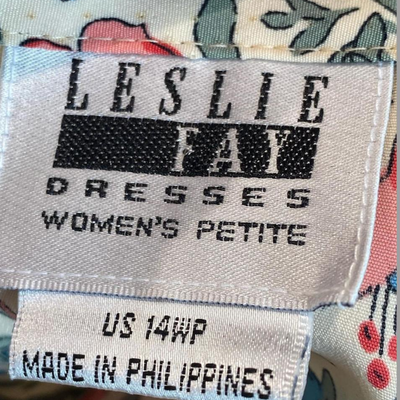 LESLIE
FAY
DRESSES
WOMEN'S PETITE
US 14WP
MADE IN PHILIPPINES